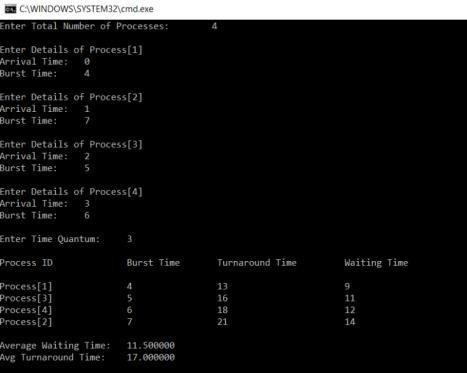 C:\WINDOWS\SYSTEM32\cmd.exe
Enter Total Number of Processes: 4
Enter Details of Process[1]
Arrival Time: 0
Burst Time: 4
Enter Details of Process[2]
Arrival Time: 1
Burst Time: 7
Enter Details of Process[3]
Arrival Time: 2
Burst Time: 5
Enter Details of Process[4]
Arrival Time: 3
Burst Time: 6
Enter Time Quantum: 3
Process ID Burst Time Turnaround Time Waiting Time
Process[1] 4 13 9
Process[3] 5 16 11
Process[4] 6 18 12
Process[2] 7 21 14
Average Waiting Time: 11.500000
Avg Turnaround Time: 17.000000